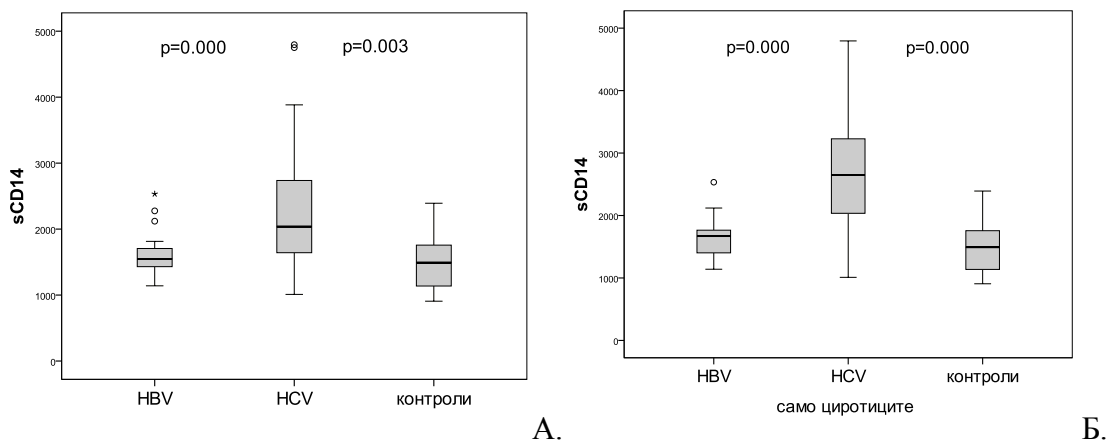 p=0.000
p=0.003
sCD14
5000
4000
3000
2000
1000
0
HBV
HCV
контроли
А.
p=0.000
p=0.000
sCD14
5000
4000
3000
2000
1000
0
HBV
HCV
контроли
само циротиците
Б.